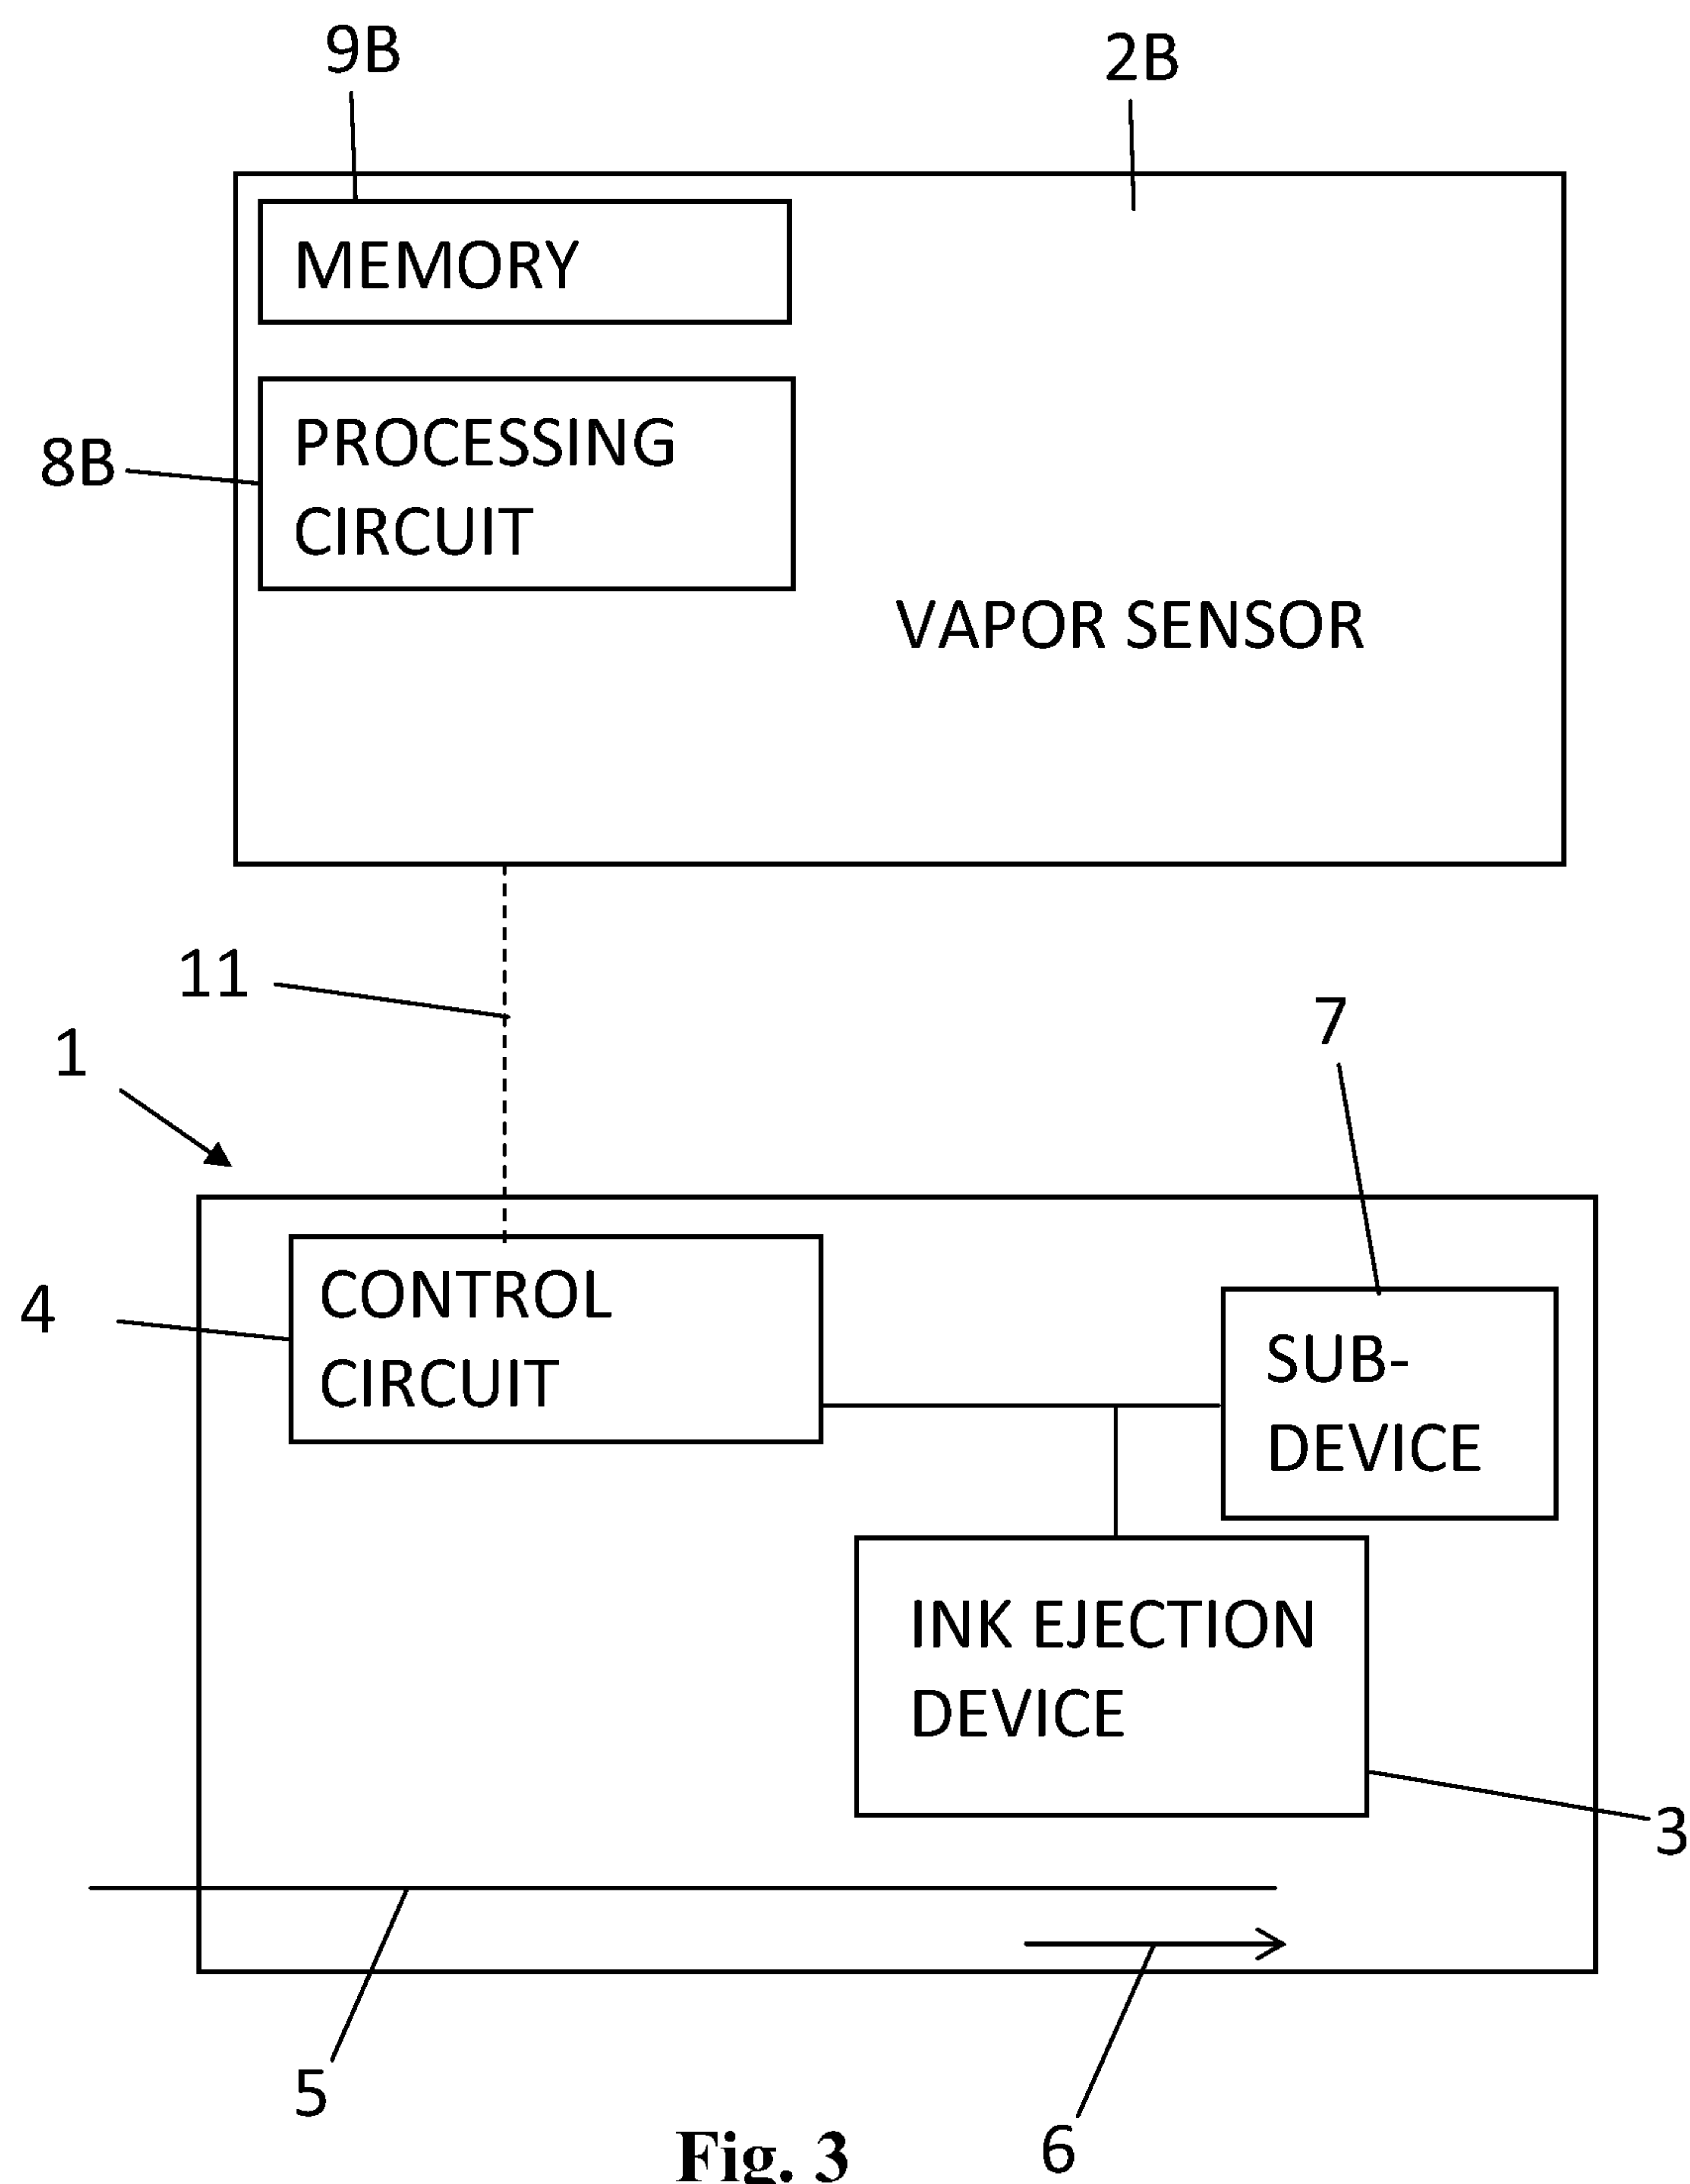 9B
2B
MEMORY
PROCESSING
CIRCUIT
8B
VAPOR SENSOR
11
1
7
CONTROL
CIRCUIT
4
SUB-
DEVICE
INK EJECTION
DEVICE
3
5
6
Fig. 3